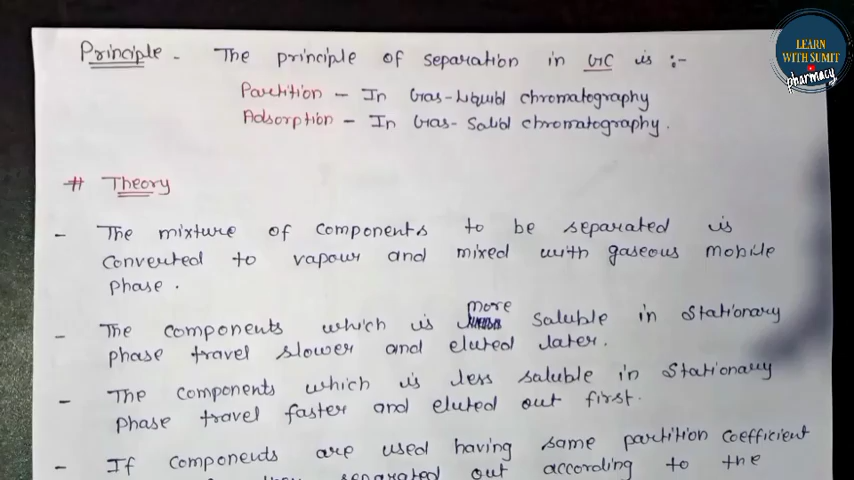 LEARN
WITH SUMIT
pharmacy
Principle - The principle of separation in GC is :-
Partition - In Gas-Liquid chromatography
Adsorption - In Gas-Solid chromatography.
# Theory
- The mixture of components to be separated is
converted to vapour and mixed with gaseous mobile
phase.
more
- The components which is soluble in Stationary
phase travel slower and eluted later.
- The components which is less soluble in Stationary
phase travel faster and eluted out first.
- If components are used having same partition coefficient
they separated out according to the